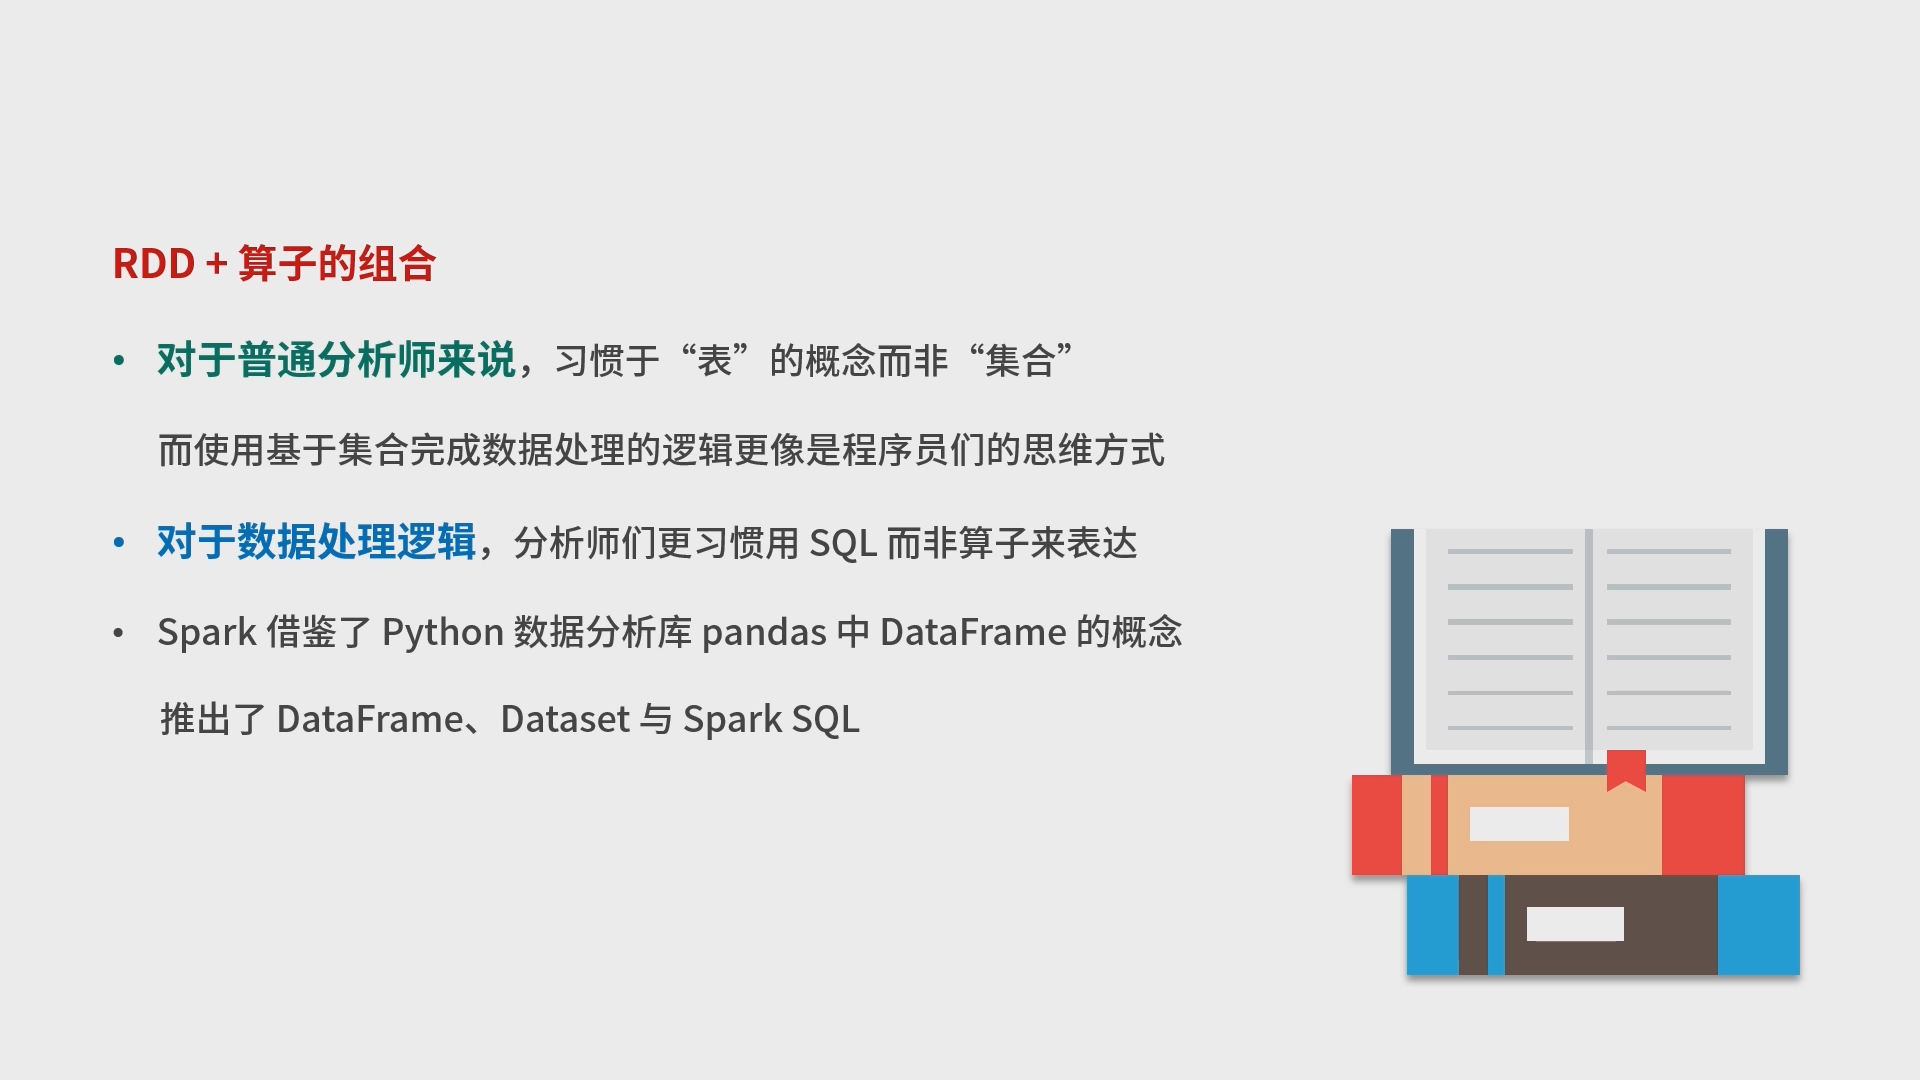 RDD + 算子的组合
• 对于普通分析师来说，习惯于“表”的概念而非“集合”
而使用基于集合完成数据处理的逻辑更像是程序员们的思维方式
• 对于数据处理逻辑，分析师们更习惯用 SQL 而非算子来表达
• Spark 借鉴了 Python 数据分析库 pandas 中 DataFrame 的概念
推出了 DataFrame、Dataset 与 Spark SQL